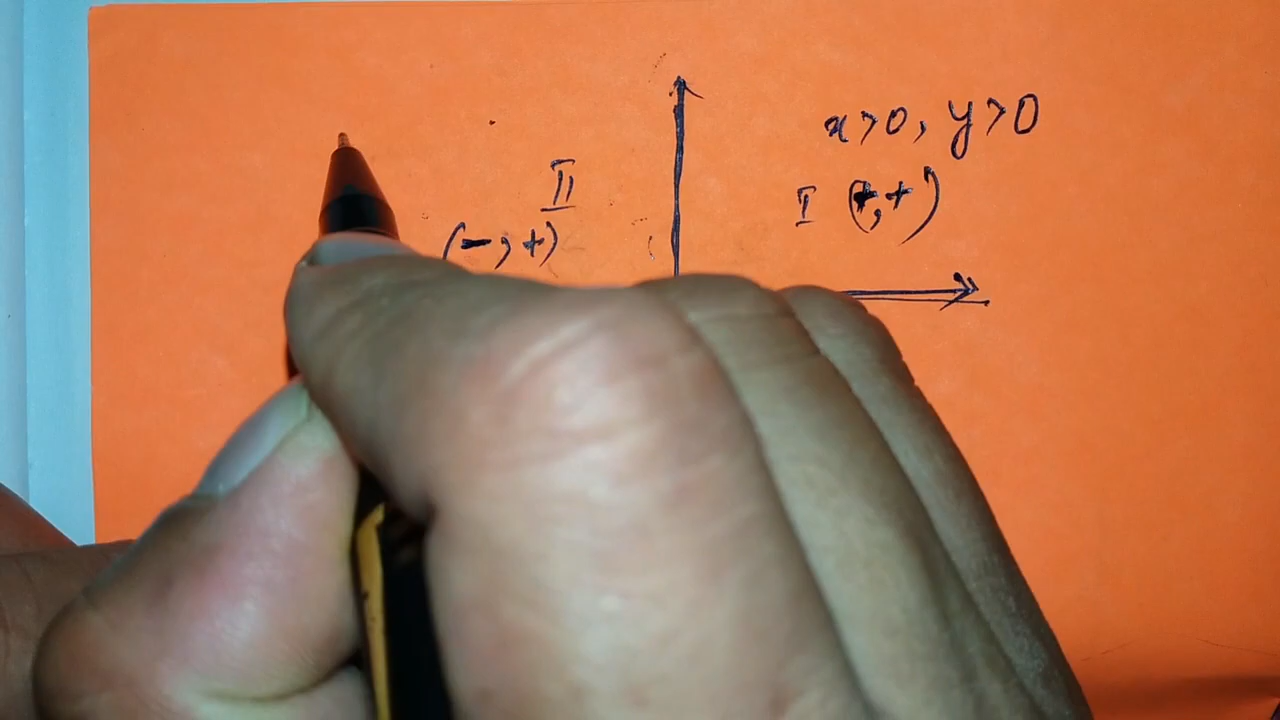 x>0, y>0
II
I (+,+)
(-,+)